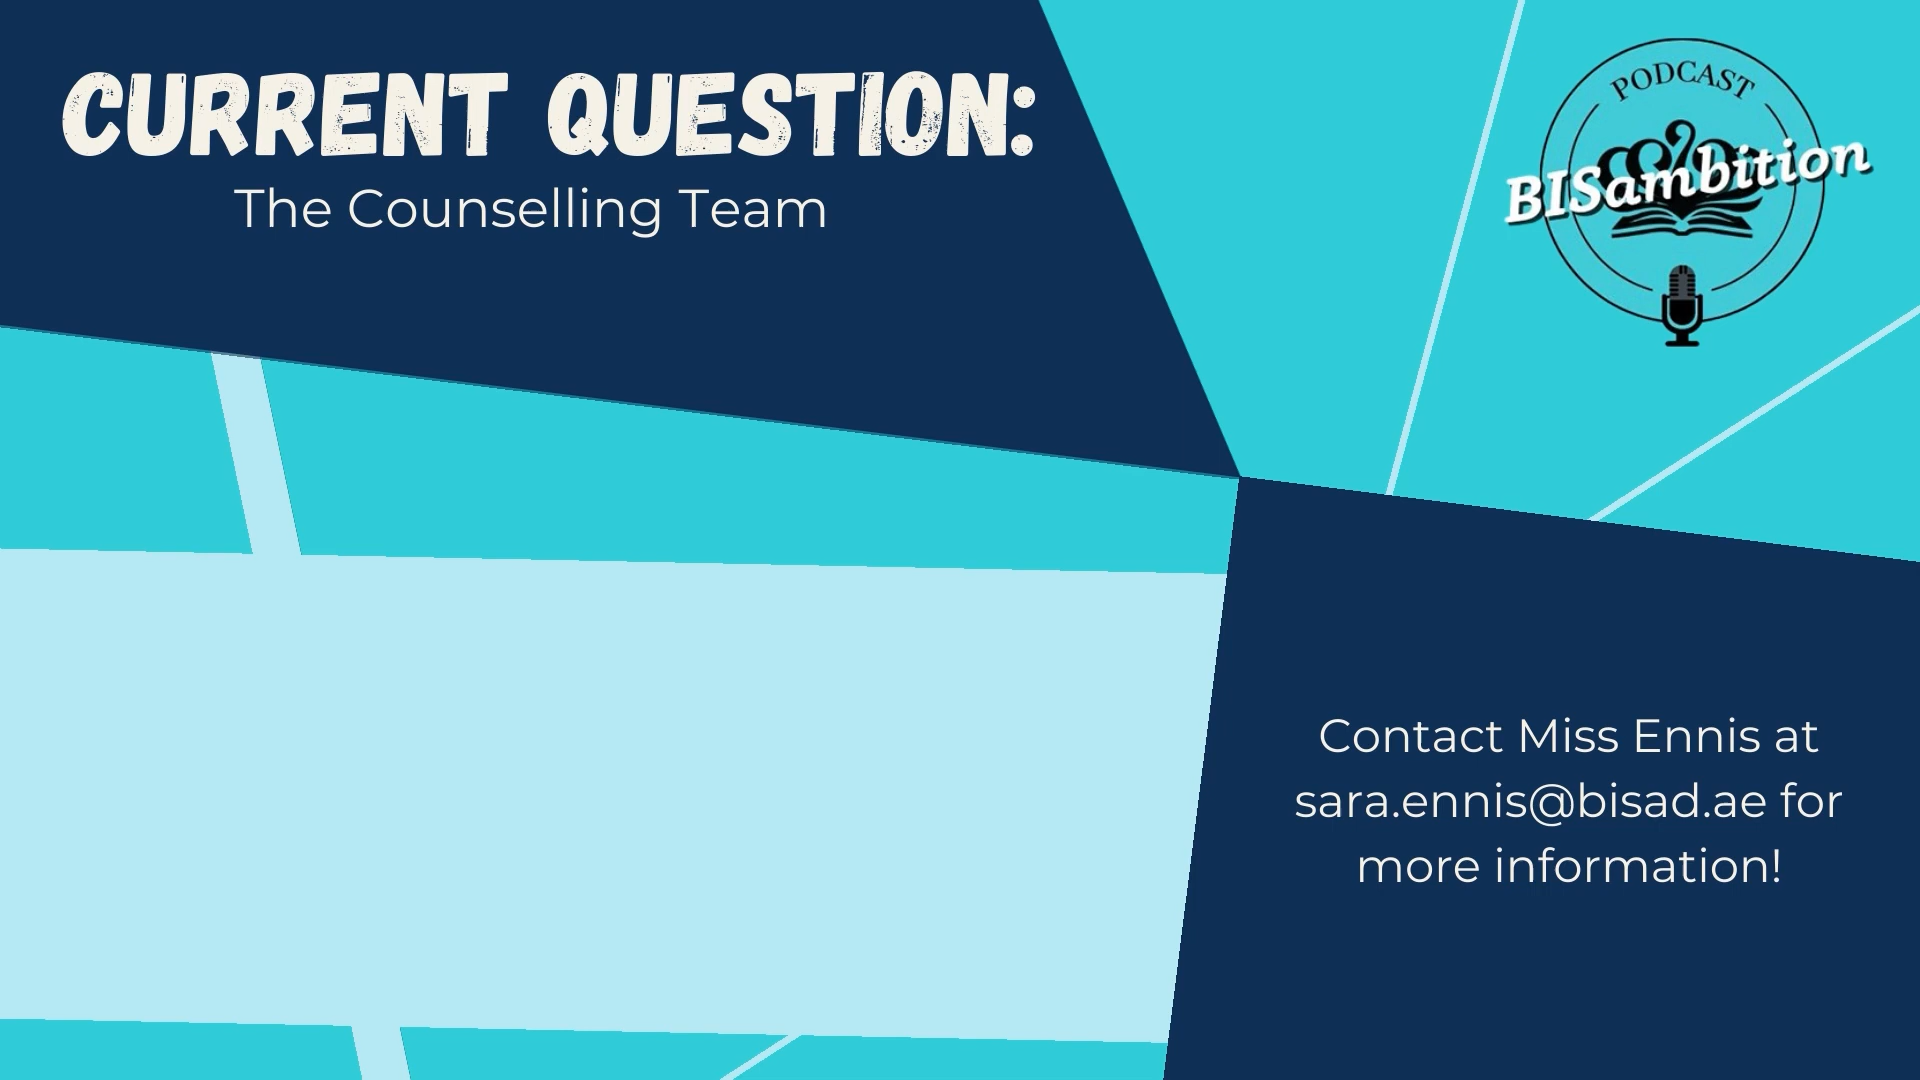 CURRENT QUESTION:
The Counselling Team
PODCAST
BISambition
Contact Miss Ennis at
sara.ennis@bisad.ae for
more information!